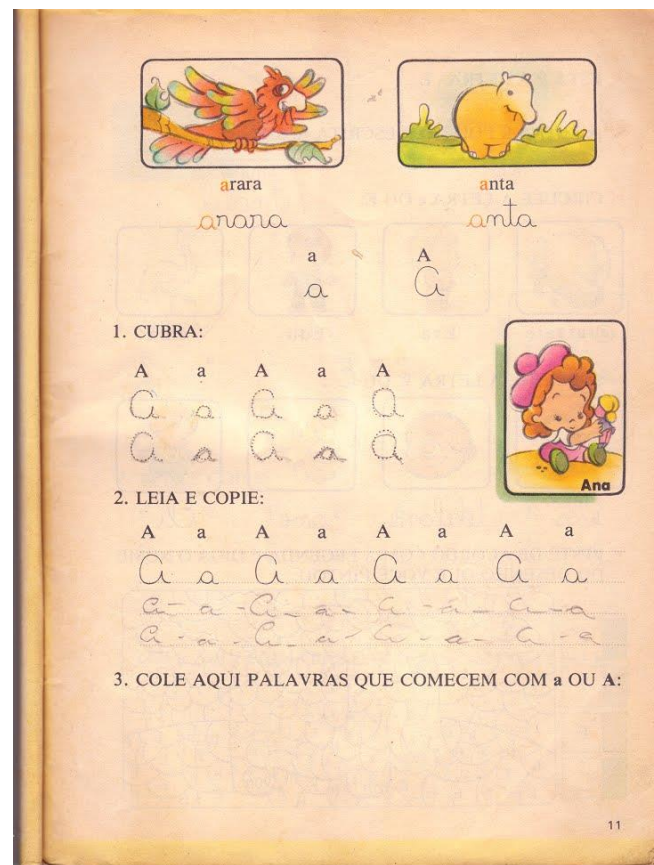 arara anta
arara anta
a A
a A
1. CUBRA:
A a A a A
A a A a A
A a A a A
Ana
2. LEIA E COPIE:
A a A a A a A a
A a A a A a A a
A - a - A - a - A - a - A - a
A - a - A - a - A - a - A - a
3. COLE AQUI PALAVRAS QUE COMECEM COM a OU A:
11